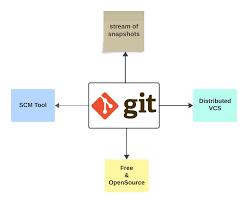 stream of
snapshots
SCM Tool
git
Distributed
VCS
Free
&
OpenSource